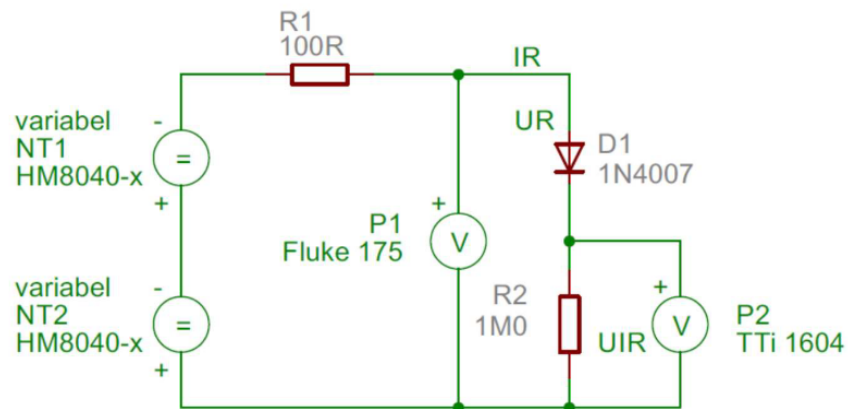 R1
100R
IR
variabel
NT1
HM8040-x
-
=
+
UR
D1
1N4007
+
P1
Fluke 175
V
variabel
NT2
HM8040-x
-
=
+
R2
1M0
UIR
+
V
P2
TTi 1604